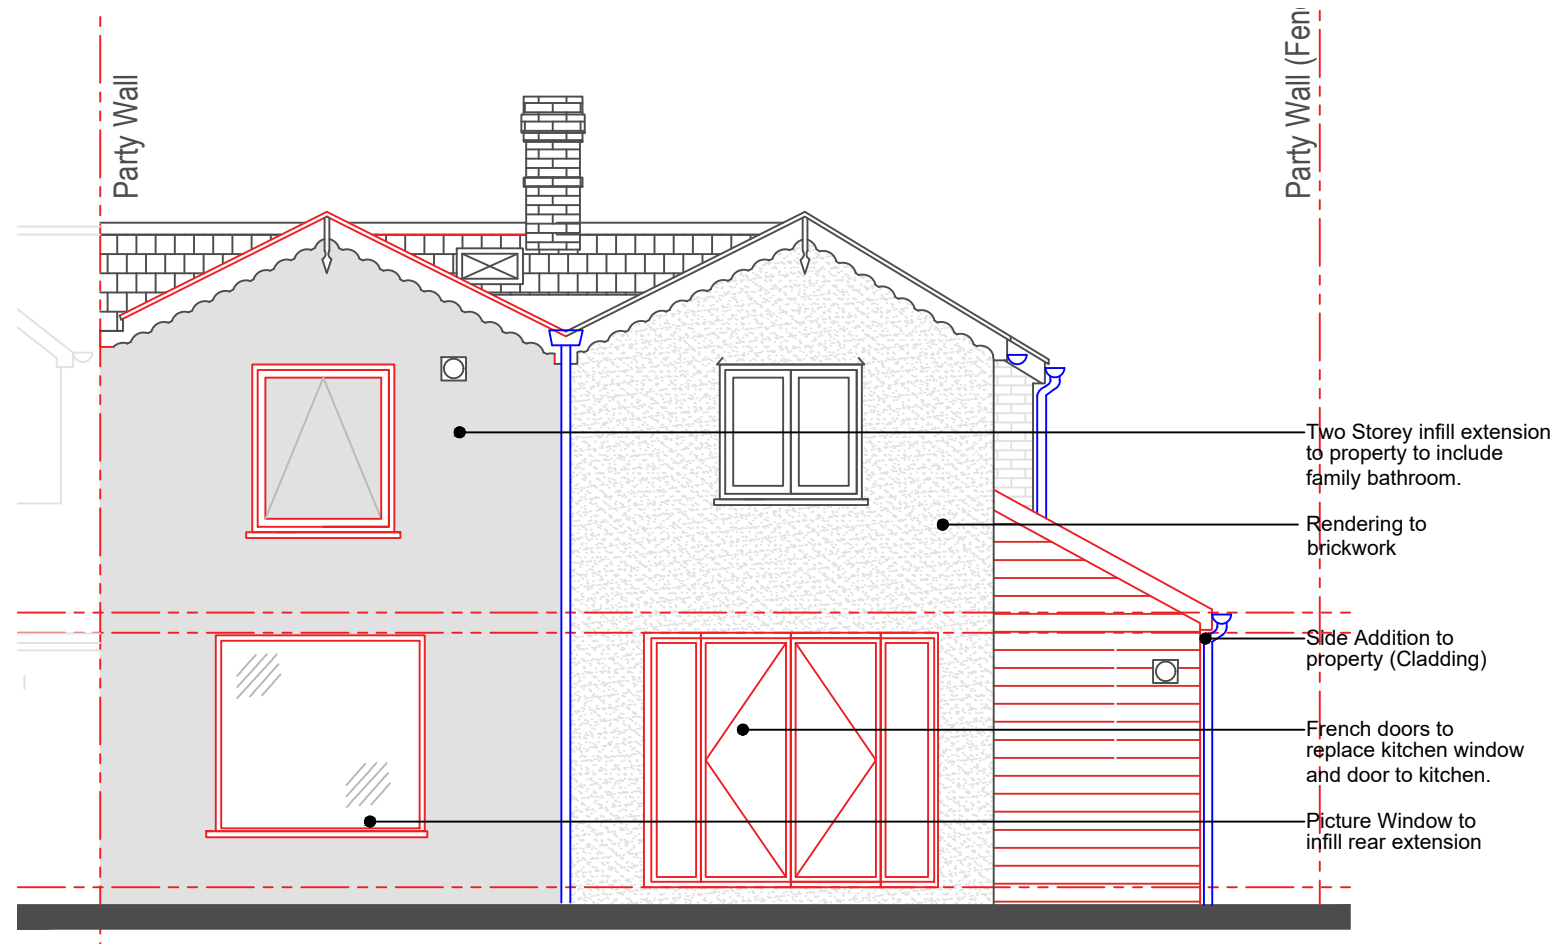 Party Wall
Party Wall (Fen
Two Storey infill extension
to property to include
family bathroom.
Rendering to
brickwork
Side Addition to
property (Cladding)
French doors to
replace kitchen window
and door to kitchen.
Picture Window to
infill rear extension